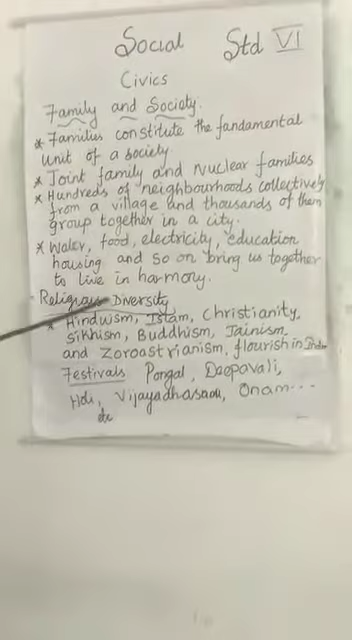 Social Std VI
Civics
Family and Society.
* Families constitute the fandamental
unit of a society.
* Joint family and Nuclear families
* Hundreds of neighbourhoods collectively
from a village and thousands of them
group together in a city.
* Water, food, electricity, education
housing and so on bring us together
to live in harmony.
Religious Diversity
* Hinduism, Islam, Christianity,
Sikhism, Buddhism, Jainism
and Zoroastrianism, flourish in India
Festivals Pongal, Deepavali,
Holi, Vijayadhasami, Onam...
etc